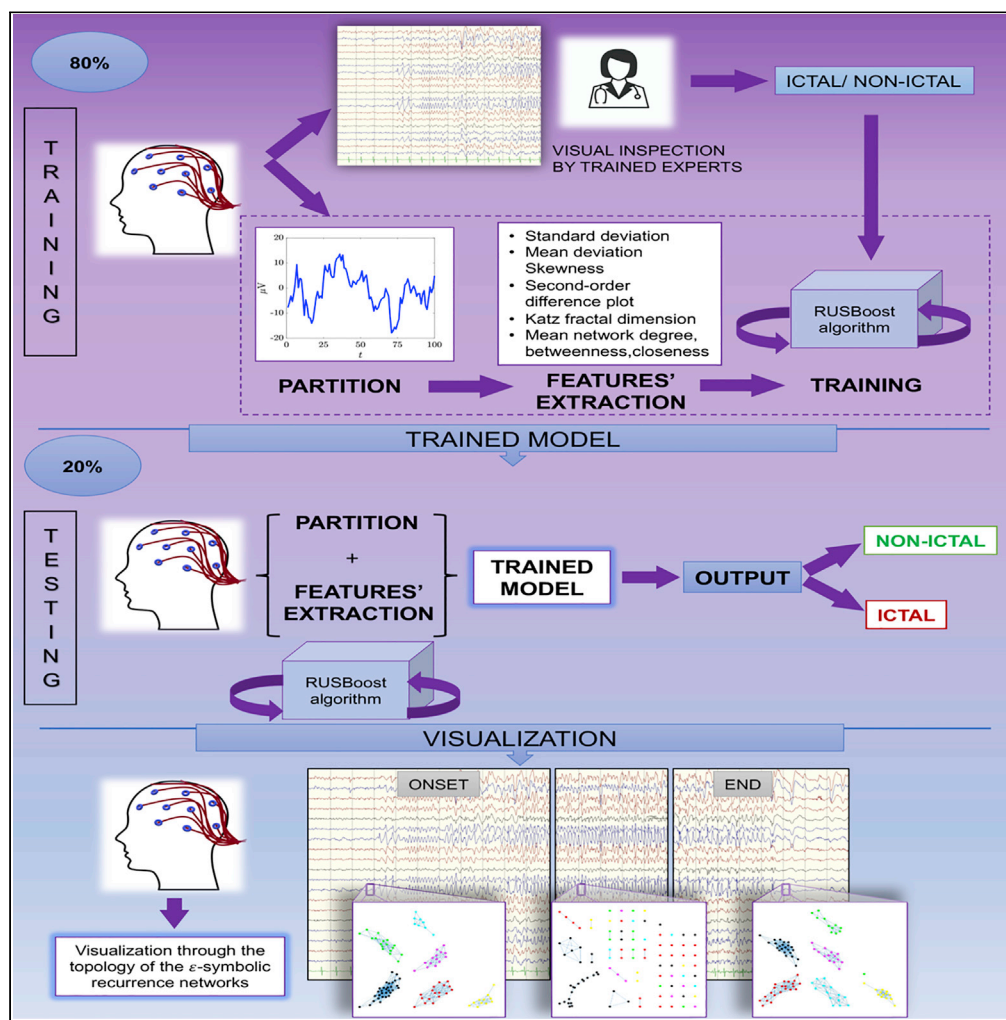 80%
TRAINING
VISUAL INSPECTION
BY TRAINED EXPERTS
ICTAL/ NON-ICTAL
20
10
0
-10
-20
μV
1
25
50
75
100
t
• Standard deviation
• Mean deviation
Skewness
• Second-order
difference plot
• Katz fractal dimension
• Mean network degree,
betweenness,closeness
RUSBoost
algorithm
PARTITION
FEATURES'
EXTRACTION
TRAINING
TRAINED MODEL
20%
TESTING
PARTITION
+
FEATURES'
EXTRACTION
RUSBoost
algorithm
TRAINED
MODEL
OUTPUT
NON-ICTAL
ICTAL
VISUALIZATION
ONSET
END
Visualization through the
topology of the ε-symbolic
recurrence networks